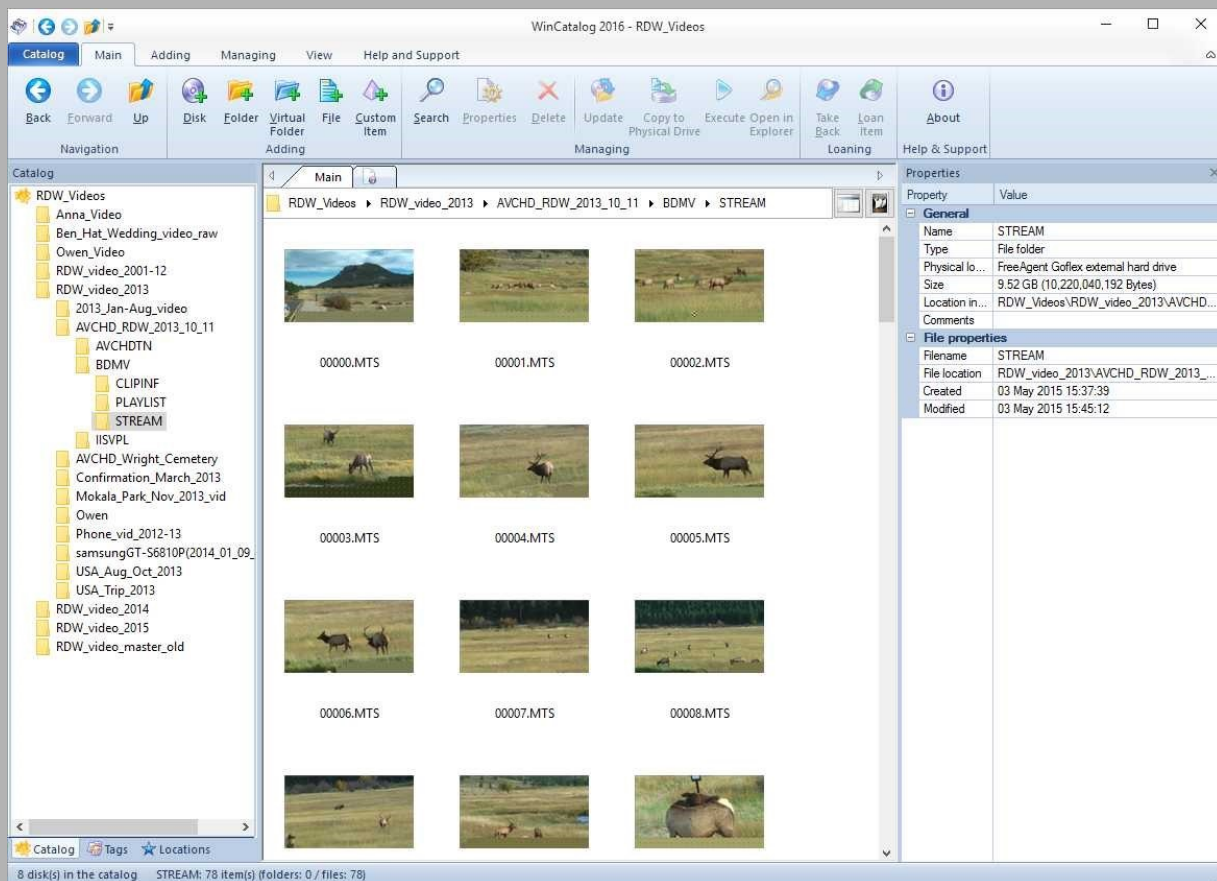 WinCatalog 2016 - RDW_Videos
Catalog Main Adding Managing View Help and Support
Back Forward Up
Navigation
Disk Folder Virtual Folder File Custom Item
Adding
Search Properties Delete Update Copy to Physical Drive Execute Open in Explorer
Managing
Take Back Loan Item
Loaning
About
Help & Support
Catalog
RDW_Videos
Anna_Video
Ben_Hat_Wedding_video_raw
Owen_Video
RDW_video_2001-12
RDW_video_2013
2013_Jan-Aug_video
AVCHD_RDW_2013_10_11
AVCHDTN
BDMV
CLIPINF
PLAYLIST
STREAM
IISVPL
AVCHD_Wright_Cemetery
Confirmation_March_2013
Mokala_Park_Nov_2013_vid
Owen
Phone_vid_2012-13
samsungGT-S6810P(2014_01_09_
USA_Aug_Oct_2013
USA_Trip_2013
RDW_video_2014
RDW_video_2015
RDW_video_master_old
Catalog Tags Locations
Main
RDW_Videos RDW_video_2013 AVCHD_RDW_2013_10_11 BDMV STREAM
00000.MTS 00001.MTS 00002.MTS
00003.MTS 00004.MTS 00005.MTS
00006.MTS 00007.MTS 00008.MTS
Properties
Property Value
General
Name STREAM
Type File folder
Physical lo... FreeAgent Goflex external hard drive
Size 9.52 GB (10,220,040,192 Bytes)
Location in... RDW_Videos\RDW_video_2013\AVCHD...
Comments
File properties
Filename STREAM
File location RDW_video_2013\AVCHD_RDW_2013_...
Created 03 May 2015 15:37:39
Modified 03 May 2015 15:45:12
8 disk(s) in the catalog STREAM: 78 item(s) (folders: 0 / files: 78)